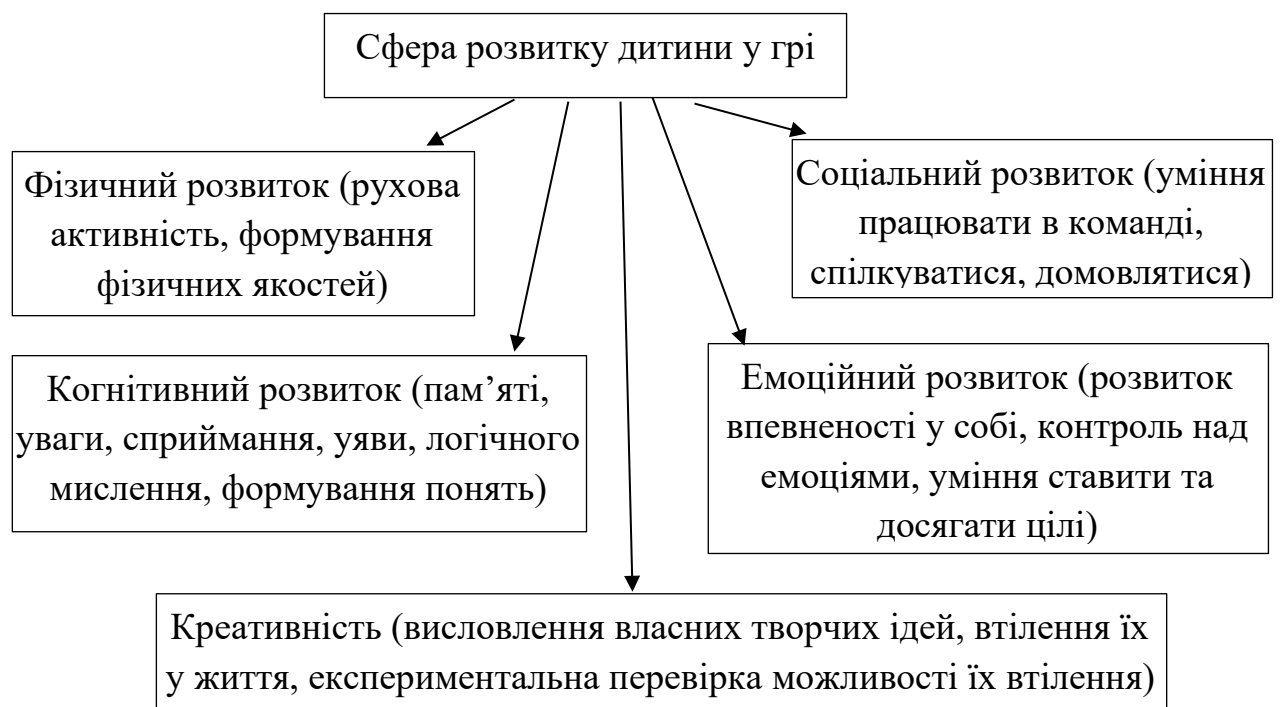 Сфера розвитку дитини у грі
Фізичний розвиток (рухова
активність, формування
фізичних якостей)
Соціальний розвиток (уміння
працювати в команді,
спілкуватися, домовлятися)
Когнітивний розвиток (пам’яті,
уваги, сприймання, уяви, логічного
мислення, формування понять)
Емоційний розвиток (розвиток
впевненості у собі, контроль над
емоціями, уміння ставити та
досягати цілі)
Креативність (висловлення власних творчих ідей, втілення їх
у життя, експериментальна перевірка можливості їх втілення)